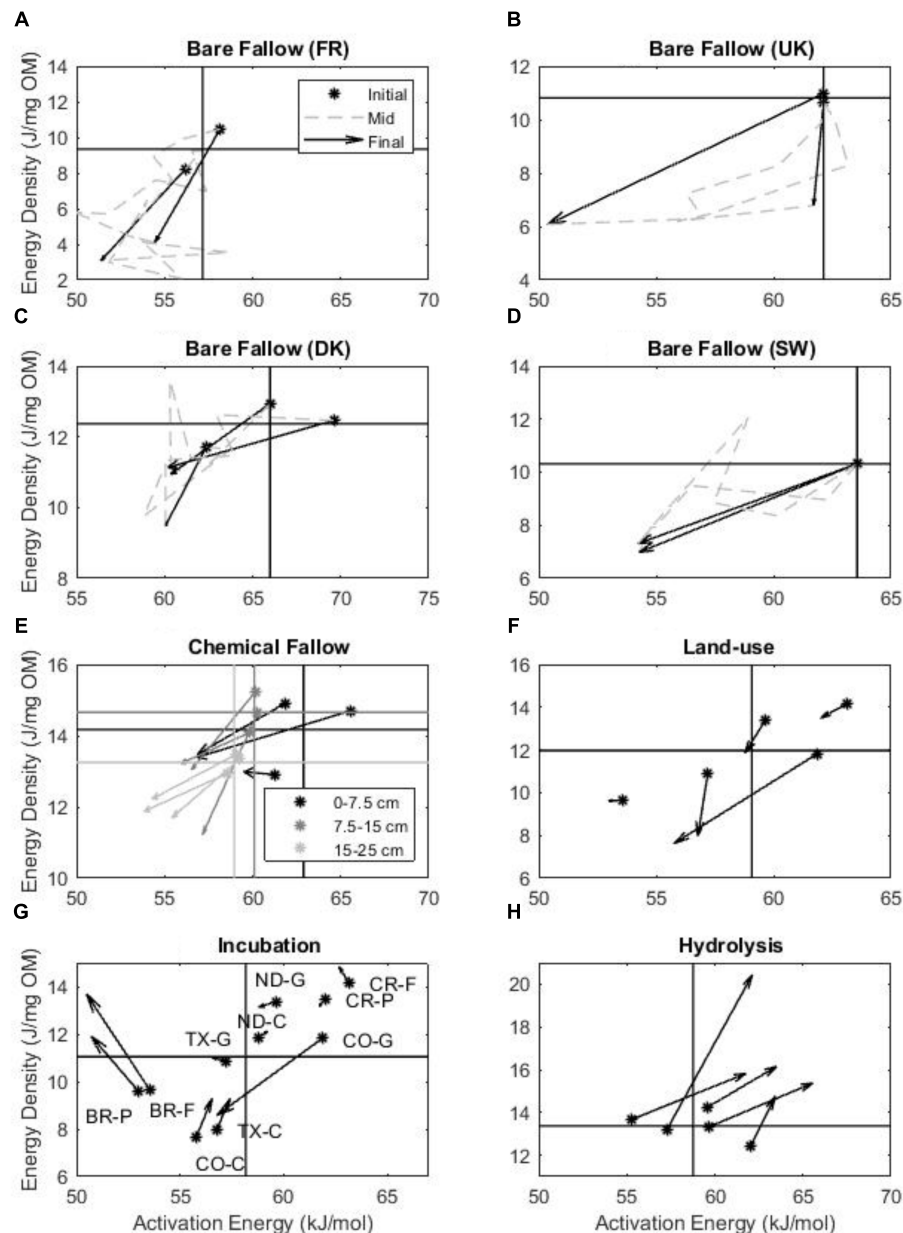 A
Bare Fallow (FR)
Energy Density (J/mg OM)
14
12
10
8
6
4
2
50
55
60
65
70
Initial
Mid
Final
B
Bare Fallow (UK)
12
10
8
6
4
50
55
60
65
C
Bare Fallow (DK)
Energy Density (J/mg OM)
14
12
10
8
55
60
65
70
75
D
Bare Fallow (SW)
14
12
10
8
6
50
55
60
65
E
Chemical Fallow
Energy Density (J/mg OM)
16
14
12
10
50
55
60
65
70
0-7.5 cm
7.5-15 cm
15-25 cm
F
Land-use
16
14
12
10
8
6
50
55
60
65
G
Incubation
Energy Density (J/mg OM)
14
12
10
8
6
50
55
60
65
Activation Energy (kJ/mol)
ND-G
CR-F
CR-P
ND-C
TX-G
CO-G
BR-P
BR-F
TX-C
CO-C
H
Hydrolysis
20
18
16
14
12
50
55
60
65
70
Activation Energy (kJ/mol)